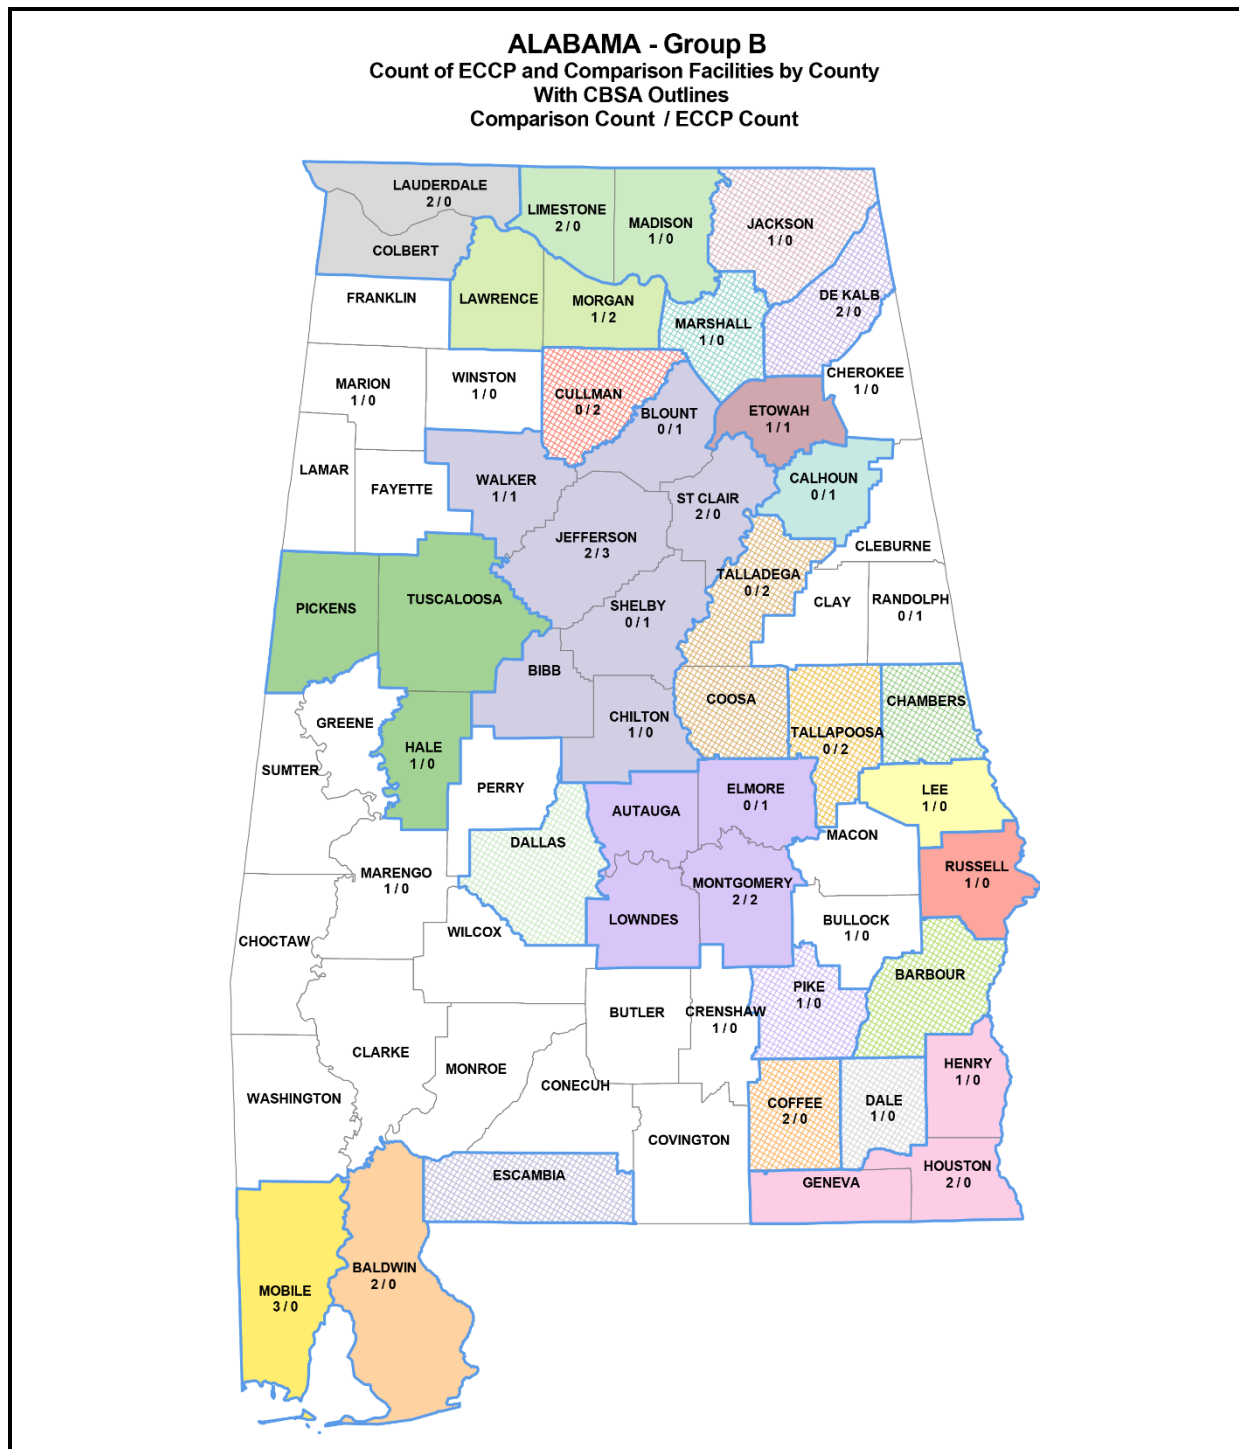 ALABAMA - Group B
Count of ECCP and Comparison Facilities by County
With CBSA Outlines
Comparison Count / ECCP Count
LAUDERDALE
2 / 0
LIMESTONE
2 / 0
MADISON
1 / 0
JACKSON
1 / 0
COLBERT
FRANKLIN
LAWRENCE
MORGAN
1 / 2
MARSHALL
1 / 0
DE KALB
2 / 0
MARION
1 / 0
WINSTON
1 / 0
CULLMAN
0 / 2
BLOUNT
0 / 1
ETOWAH
1 / 1
CHEROKEE
1 / 0
LAMAR
FAYETTE
WALKER
1 / 1
JEFFERSON
2 / 3
ST CLAIR
2 / 0
CALHOUN
0 / 1
CLEBURNE
PICKENS
TUSCALOOSA
SHELBY
0 / 1
TALLADEGA
0 / 2
CLAY
RANDOLPH
0 / 1
BIBB
GREENE
HALE
1 / 0
CHILTON
1 / 0
COOSA
TALLAPOOSA
0 / 2
CHAMBERS
SUMTER
PERRY
AUTAUGA
ELMORE
0 / 1
LEE
1 / 0
DALLAS
MACON
MARENGO
1 / 0
MONTGOMERY
2 / 2
RUSSELL
1 / 0
LOWNDES
BULLOCK
1 / 0
CHOCTAW
WILCOX
BARBOUR
PIKE
1 / 0
BUTLER
CRENSHAW
1 / 0
CLARKE
MONROE
CONECUH
HENRY
1 / 0
WASHINGTON
COFFEE
2 / 0
DALE
1 / 0
COVINGTON
ESCAMBIA
GENEVA
HOUSTON
2 / 0
MOBILE
3 / 0
BALDWIN
2 / 0